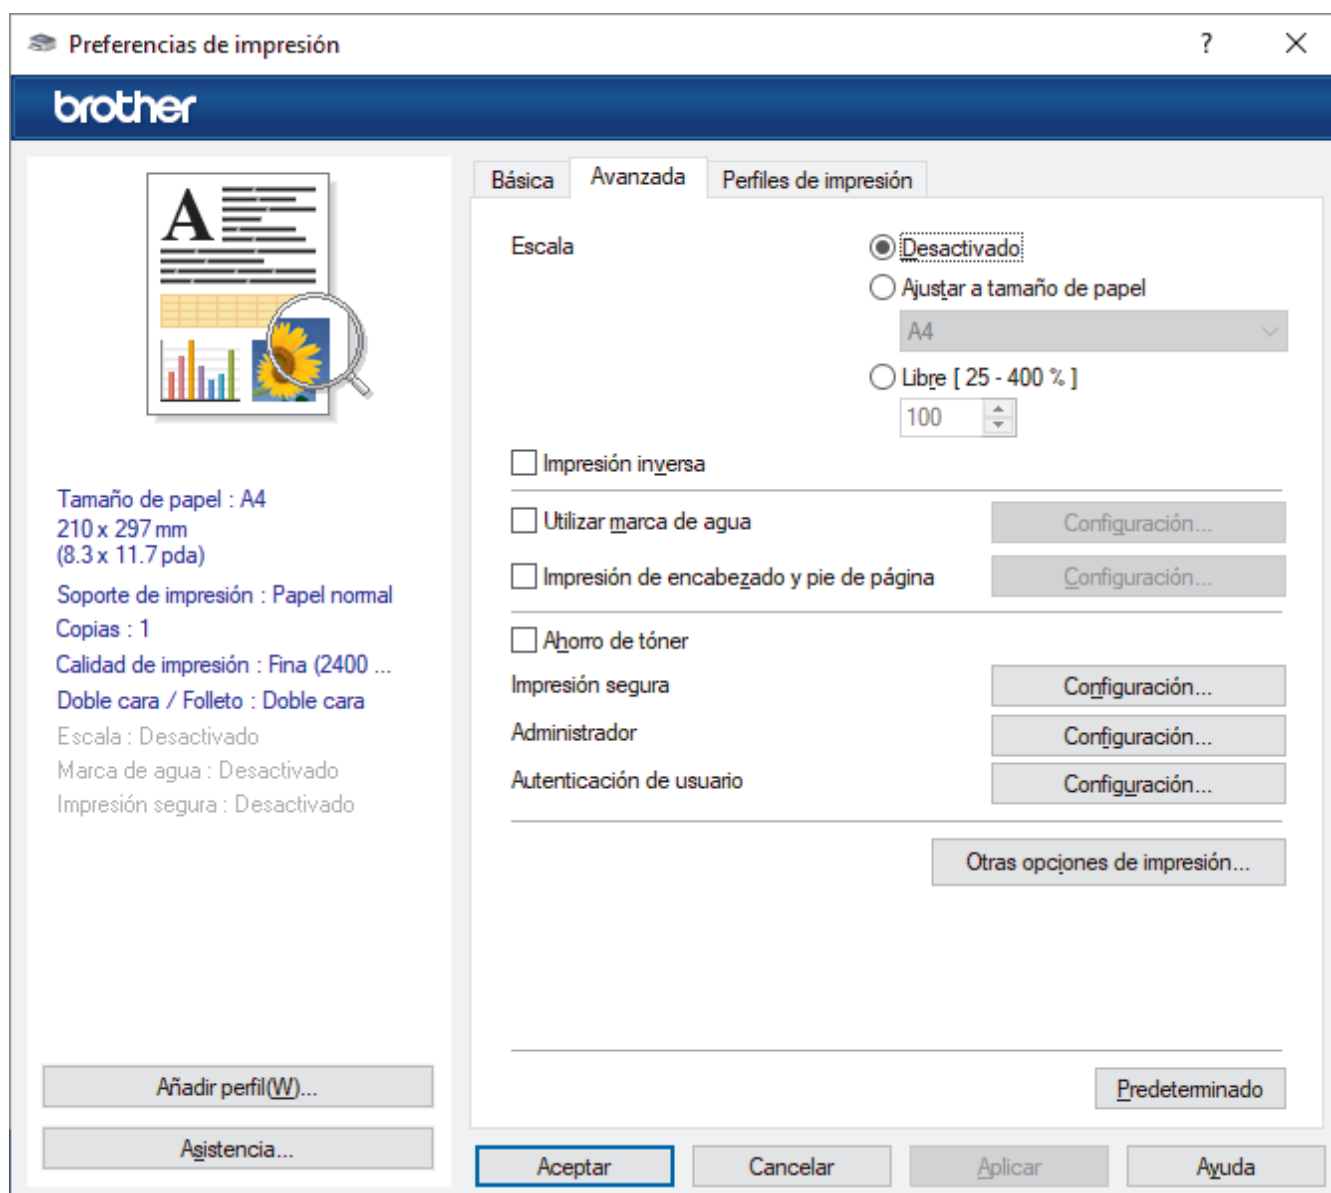 Preferencias de impresión
?
brother
A
Tamaño de papel : A4
210 x 297 mm
(8.3 x 11.7 pda)
Soporte de impresión : Papel normal
Copias : 1
Calidad de impresión : Fina (2400 ...
Doble cara / Folleto : Doble cara
Escala : Desactivado
Marca de agua : Desactivado
Impresión segura : Desactivado
Añadir perfil(W)...
Asistencia...
Básica Avanzada Perfiles de impresión
Escala Desactivado
Ajustar a tamaño de papel
A4
Libre [ 25 - 400 % ]
100
Impresión inversa
Utilizar marca de agua Configuración...
Impresión de encabezado y pie de página Configuración...
Ahorro de tóner
Impresión segura Configuración...
Administrador Configuración...
Autenticación de usuario Configuración...
Otras opciones de impresión...
Predeterminado
Aceptar Cancelar Aplicar Ayuda